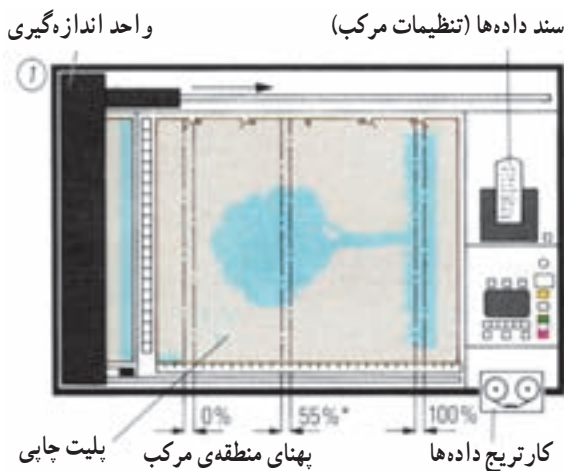 سند داده‌ها (تنظیمات مرکب)
واحد اندازه‌گیری
1
0%
55%*
100%
کارتریج داده‌ها
پهنای منطقه‌ی مرکب
پلیت چاپی